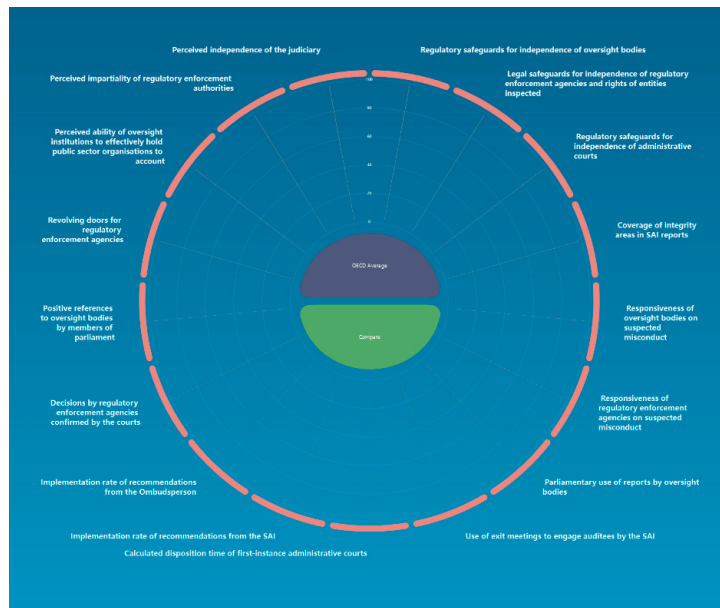 Perceived independence of the judiciary
Regulatory safeguards for independence of oversight bodies
Perceived impartiality of regulatory enforcement
authorities
Legal safeguards for independence of regulatory
enforcement agencies and rights of entities
inspected
Perceived ability of oversight
institutions to effectively hold
public sector organisations to
account
Regulatory safeguards for
independence of administrative
courts
Revolving doors for
regulatory
enforcement agencies
Coverage of integrity
areas in SAI reports
Positive references
to oversight bodies
by members of
parliament
Responsiveness of
oversight bodies on
suspected
misconduct
Decisions by regulatory
enforcement agencies
confirmed by the courts
Responsiveness of
regulatory enforcement
agencies on suspected
misconduct
Implementation rate of recommendations
from the Ombudsperson
Parliamentary use of reports by oversight
bodies
Implementation rate of recommendations from the SAI
Use of exit meetings to engage auditees by the SAI
Calculated disposition time of first-instance administrative courts
100
80
60
40
20
0
OECD Average
Compare